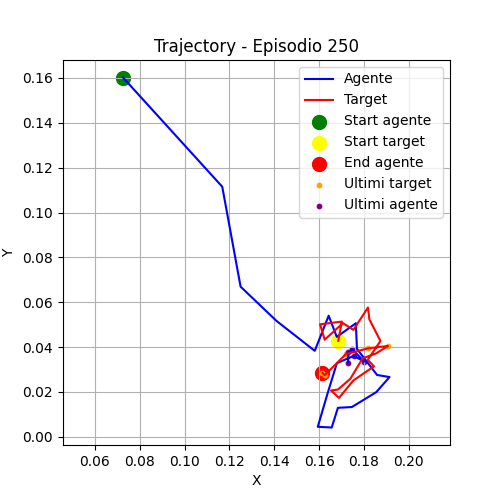 Trajectory - Episodio 250
Agente
Target
Start agente
Start target
End agente
Ultimi target
Ultimi agente
Y
0.16
0.14
0.12
0.10
0.08
0.06
0.04
0.02
0.00
0.06 0.08 0.10 0.12 0.14 0.16 0.18 0.20
X